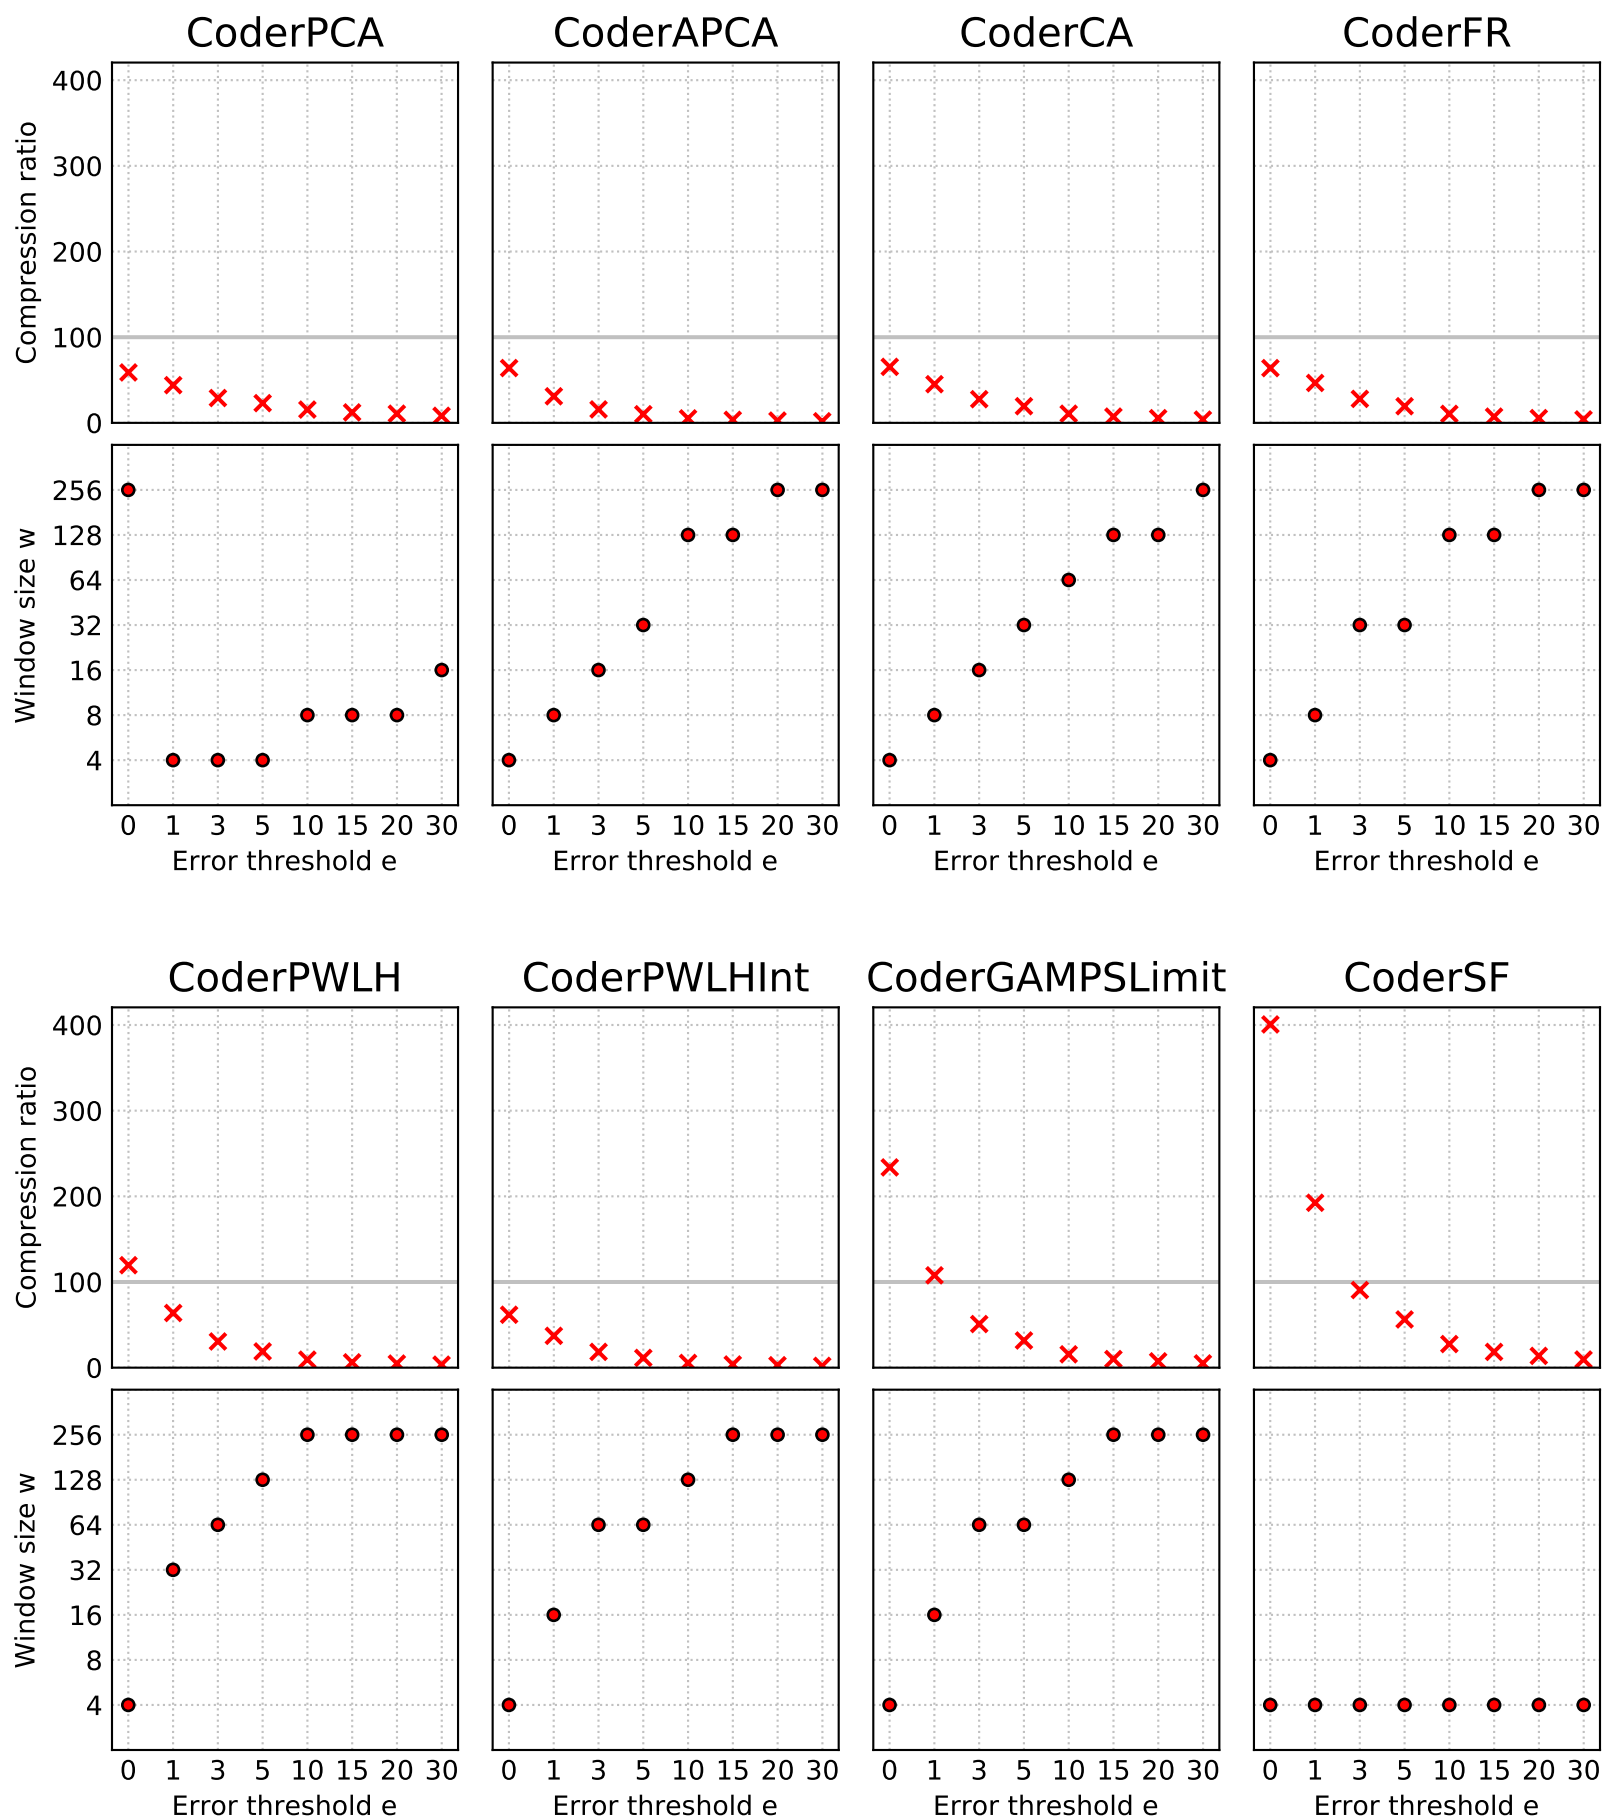 CoderPCA CoderAPCA CoderCA CoderFR
Compression ratio
400
300
200
100
0
Window size w
256
128
64
32
16
8
4
0 1 3 5 10 15 20 30 0 1 3 5 10 15 20 30 0 1 3 5 10 15 20 30 0 1 3 5 10 15 20 30
Error threshold e Error threshold e Error threshold e Error threshold e
CoderPWLH CoderPWLHInt CoderGAMPSLimit CoderSF
Compression ratio
400
300
200
100
0
Window size w
256
128
64
32
16
8
4
0 1 3 5 10 15 20 30 0 1 3 5 10 15 20 30 0 1 3 5 10 15 20 30 0 1 3 5 10 15 20 30
Error threshold e Error threshold e Error threshold e Error threshold e